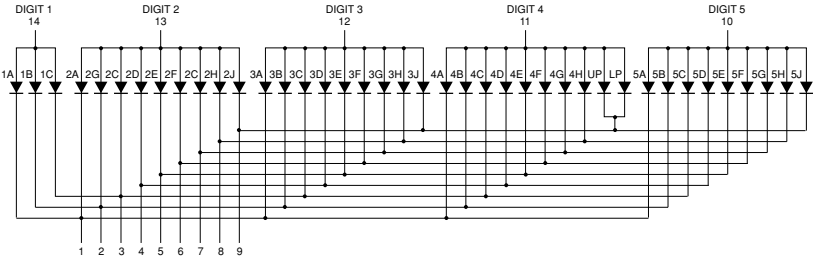 DIGIT 1 DIGIT 2 DIGIT 3 DIGIT 4 DIGIT 5
14 13 12 11 10
1A 1B 1C 2A 2G 2C 2D 2E 2F 2C 2H 2J 3A 3B 3C 3D 3E 3F 3G 3H 3J 4A 4B 4C 4D 4E 4F 4G 4H UP LP 5A 5B 5C 5D 5E 5F 5G 5H 5J
1 2 3 4 5 6 7 8 9